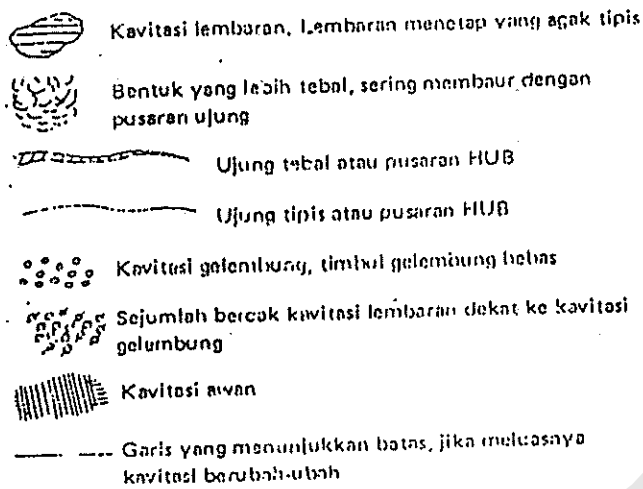 Kavitasi lembaran, Lembaran menetap yang agak tipis
Bentuk yang lebih tebal, sering membaur dengan
pusaran ujung
Ujung tebal atau pusaran HUB
Ujung tipis atau pusaran HUB
Kavitasi gelembung, timbul gelembung bebas
Sejumlah bercak kavitasi lembaran dekat ke kavitasi
gelumbung
Kavitasi awan
Garis yang menunjukkan batas, jika meluasaya
kavitasi berubah-ubah